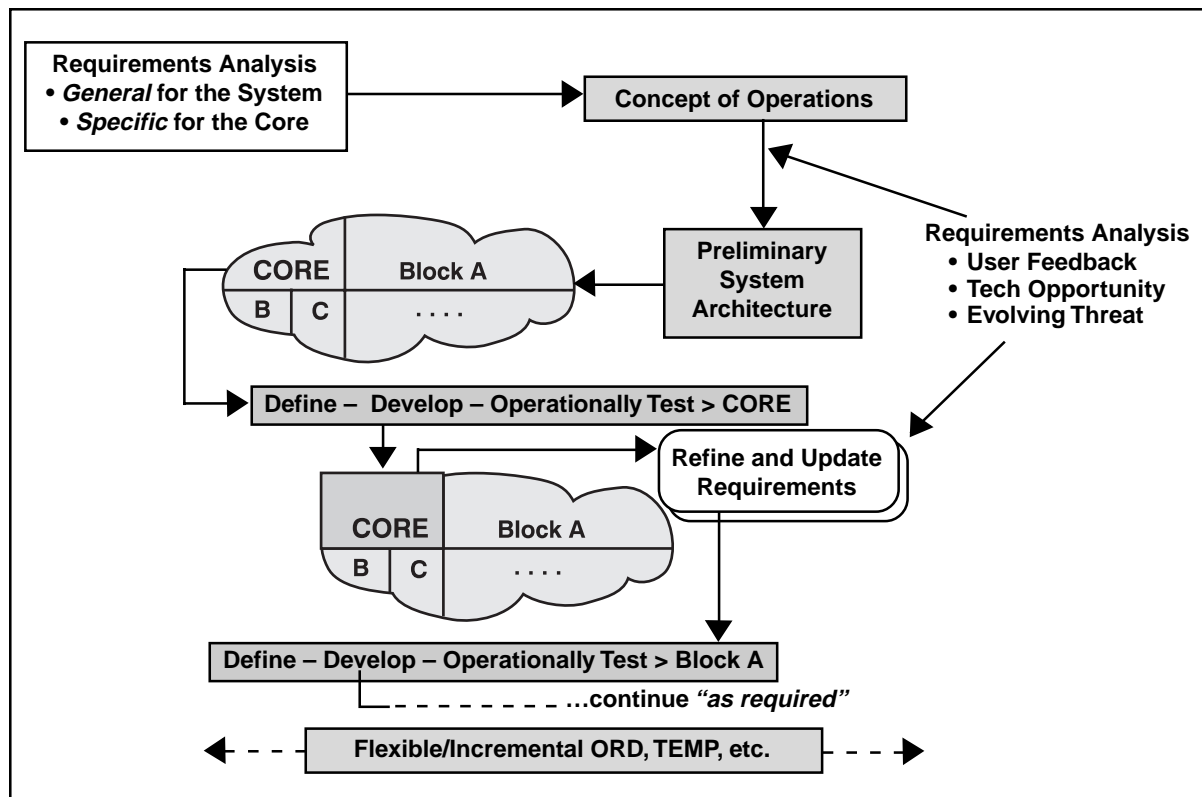 Requirements Analysis
• General for the System
• Specific for the Core
Concept of Operations
Preliminary
System
Architecture
Requirements Analysis
• User Feedback
• Tech Opportunity
• Evolving Threat
CORE
Block A
B
C
. . . .
Define – Develop – Operationally Test > CORE
Refine and Update
Requirements
CORE
Block A
B
C
. . . .
Define – Develop – Operationally Test > Block A
…continue “as required”
Flexible/Incremental ORD, TEMP, etc.